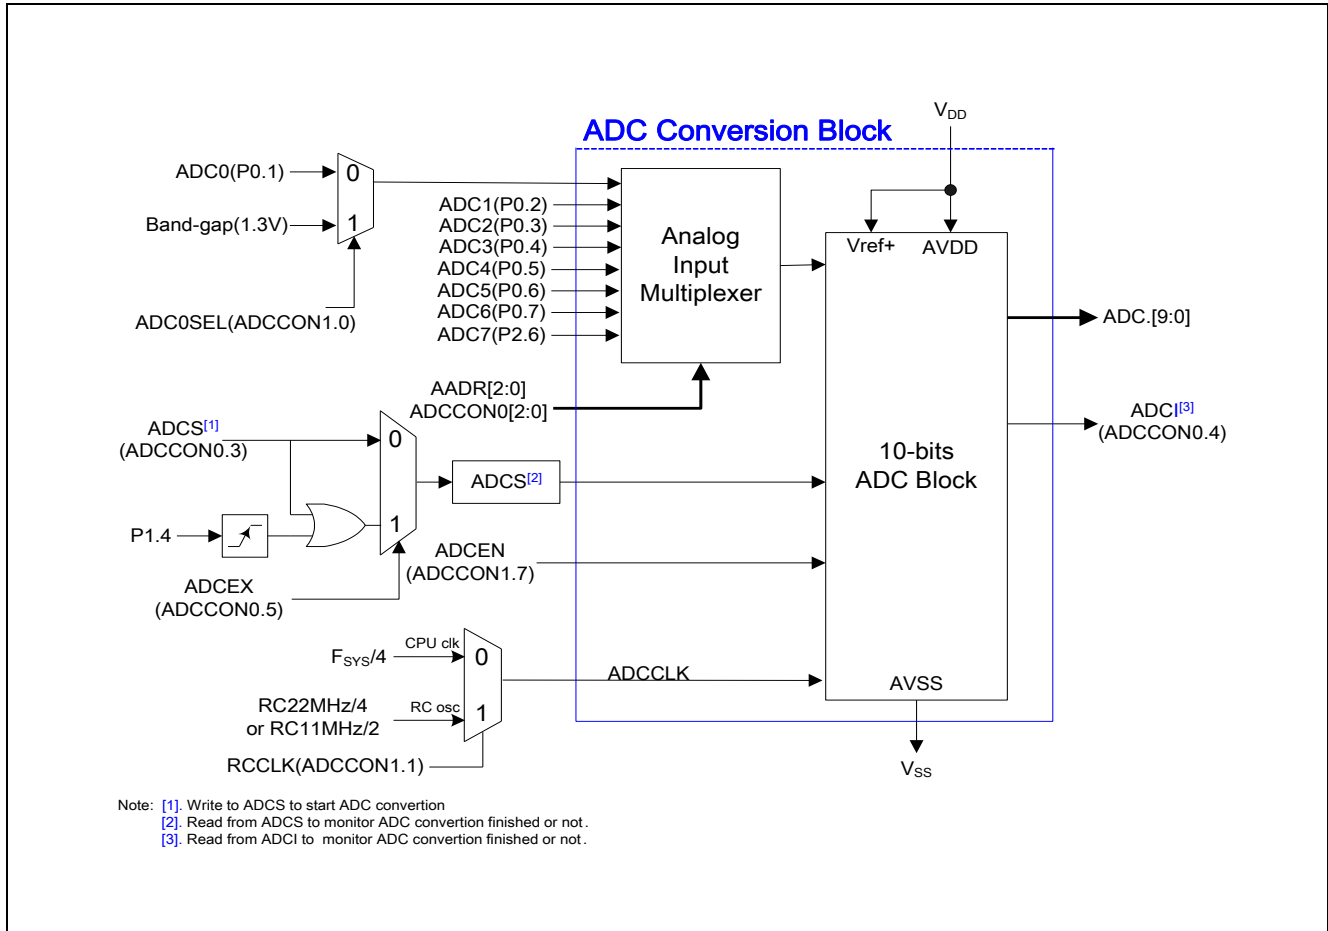 V_DD
ADC Conversion Block
ADC0(P0.1)
0
Band-gap(1.3V)
1
ADC0SEL(ADCCON1.0)
ADC1(P0.2)
ADC2(P0.3)
ADC3(P0.4)
ADC4(P0.5)
ADC5(P0.6)
ADC6(P0.7)
ADC7(P2.6)
Analog
Input
Multiplexer
Vref+
AVDD
ADC.[9:0]
AADR[2:0]
ADCCON0[2:0]
ADCI[3]
(ADCCON0.4)
ADCS[1]
(ADCCON0.3)
0
1
ADCS[2]
10-bits
ADC Block
P1.4
ADCEN
(ADCCON1.7)
ADCEX
(ADCCON0.5)
F_SYS/4
CPU clk
0
RC22MHz/4
or RC11MHz/2
RC osc
1
ADCCLK
RCCLK(ADCCON1.1)
AVSS
V_SS
Note: [1]. Write to ADCS to start ADC convertion
[2]. Read from ADCS to monitor ADC convertion finished or not.
[3]. Read from ADCI to monitor ADC convertion finished or not.